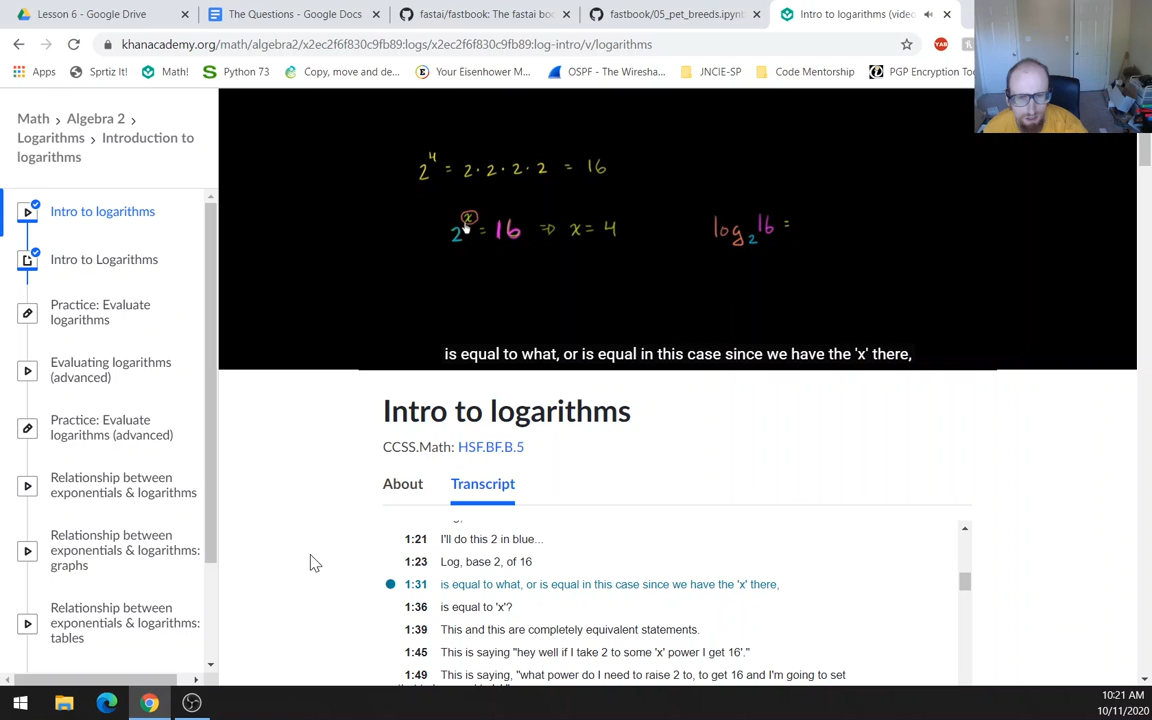 Lesson 6 - Google Drive
The Questions - Google Docs
fastai/fastbook: The fastai boo
fastbook/05_pet_breeds.ipynb
Intro to logarithms (video
khanacademy.org/math/algebra2/x2ec2f6f830c9fb89:logs/x2ec2f6f830c9fb89:log-intro/v/logarithms
YAB
Apps
Sprtiz It!
Math!
Python 73
Copy, move and de...
Your Eisenhower M...
OSPF - The Wiresha...
JNCIE-SP
Code Mentorship
PGP Encryption Too
Math > Algebra 2 >
Logarithms > Introduction to
logarithms
Intro to logarithms
Intro to Logarithms
Practice: Evaluate
logarithms
Evaluating logarithms
(advanced)
Practice: Evaluate
logarithms (advanced)
Relationship between
exponentials & logarithms
Relationship between
exponentials & logarithms:
graphs
Relationship between
exponentials & logarithms:
tables
2⁴ = 2·2·2·2 = 16
2ˣ = 16 ⇒ x = 4
log₂16 =
is equal to what, or is equal in this case since we have the 'x' there,
Intro to logarithms
CCSS.Math: HSF.BF.B.5
About
Transcript
1:21 I'll do this 2 in blue...
1:23 Log, base 2, of 16
1:31 is equal to what, or is equal in this case since we have the 'x' there,
1:36 is equal to 'x'?
1:39 This and this are completely equivalent statements.
1:45 This is saying "hey well if I take 2 to some 'x' power I get 16'."
1:49 This is saying, "what power do I need to raise 2 to, to get 16 and I'm going to set
10:21 AM
10/11/2020